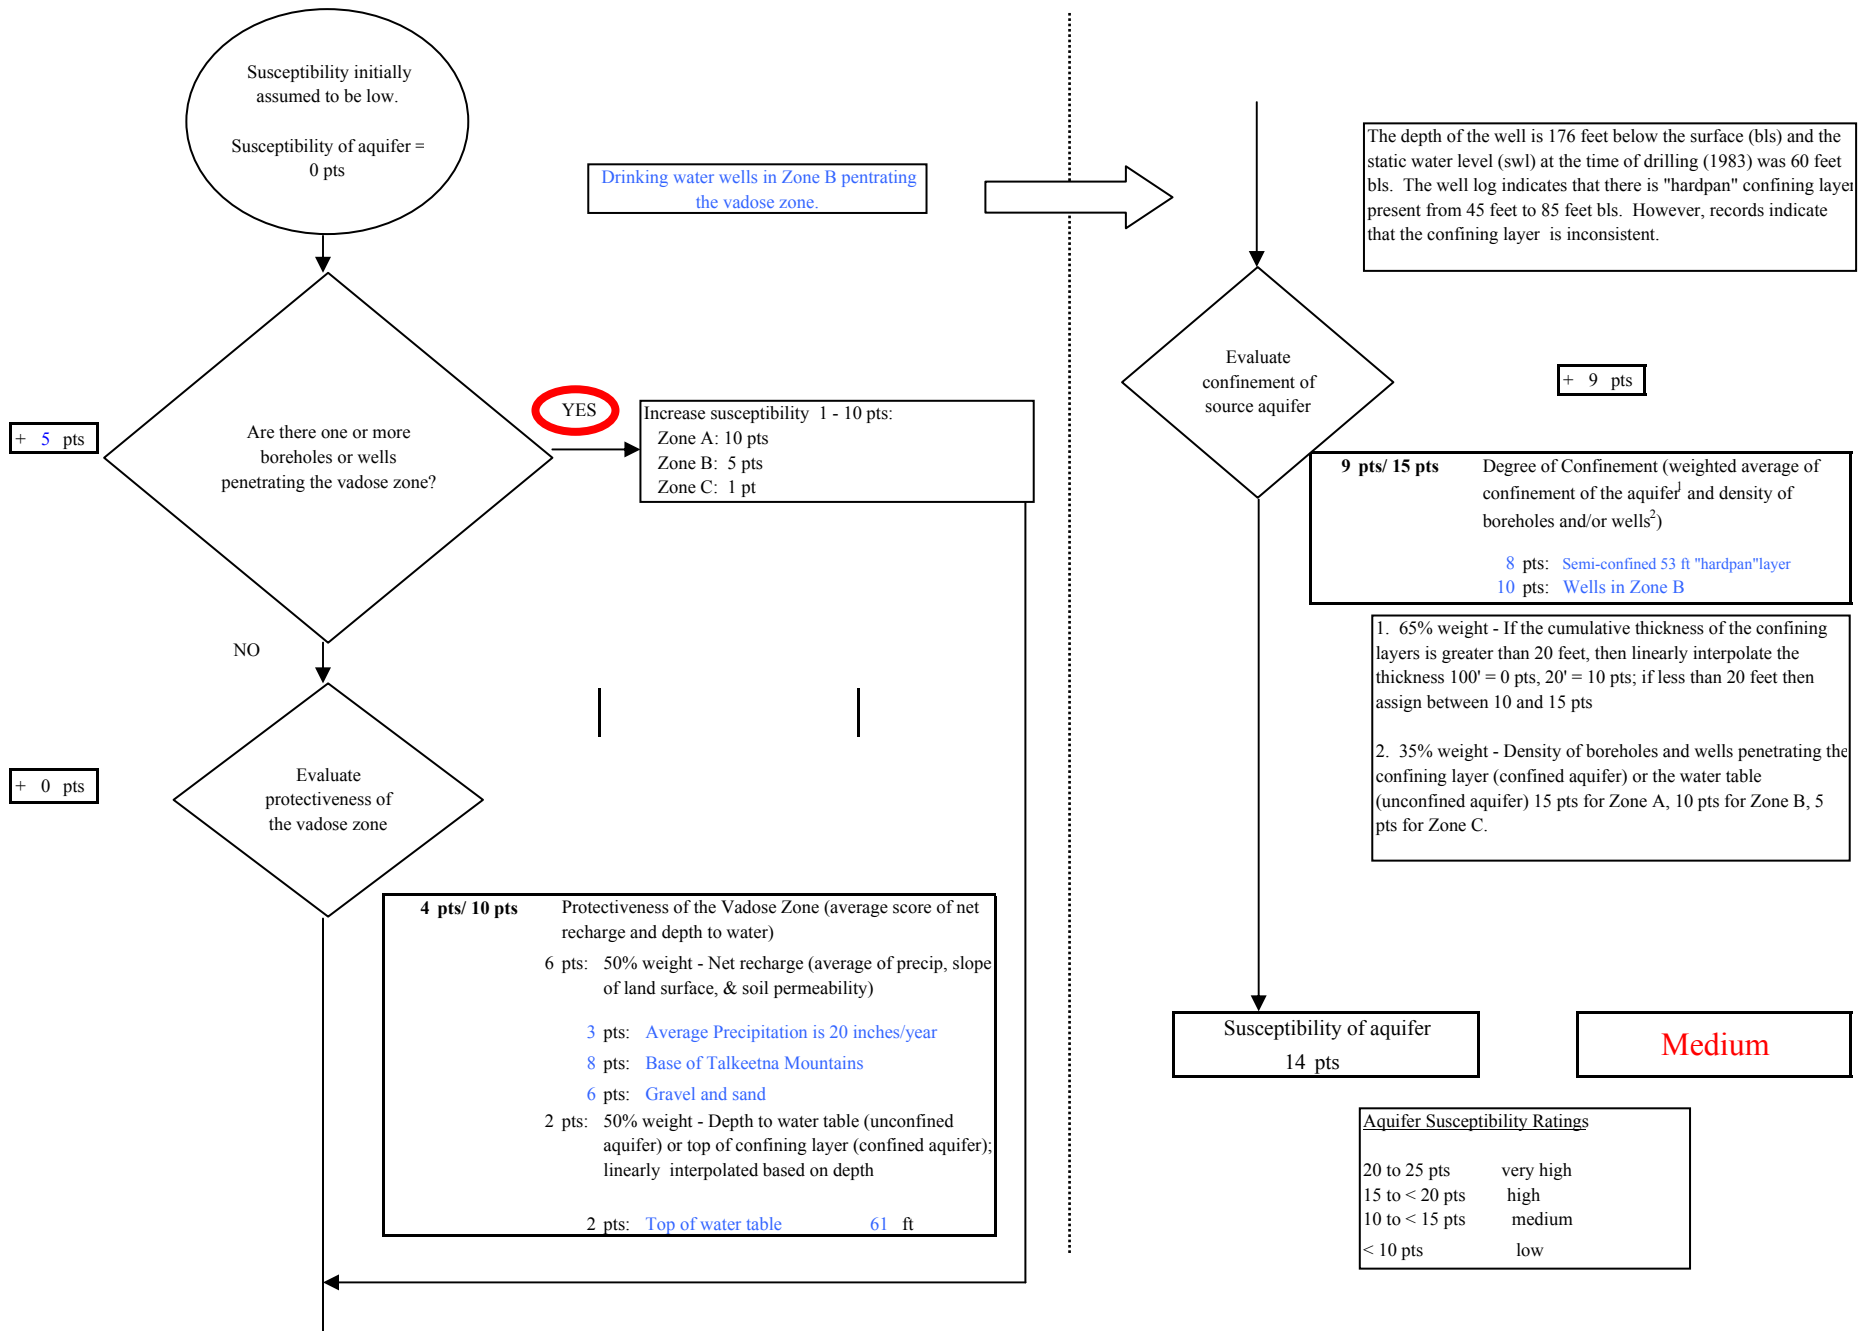 Susceptibility initially
assumed to be low.
Susceptibility of aquifer =
0 pts
Drinking water wells in Zone B pentrating
the vadose zone.
+ 5 pts
Are there one or more
boreholes or wells
penetrating the vadose zone?
YES
Increase susceptibility 1 - 10 pts:
Zone A: 10 pts
Zone B: 5 pts
Zone C: 1 pt
NO
+ 0 pts
Evaluate
protectiveness of
the vadose zone
4 pts/ 10 pts Protectiveness of the Vadose Zone (average score of net
recharge and depth to water)
6 pts: 50% weight - Net recharge (average of precip, slope
of land surface, & soil permeability)
3 pts: Average Precipitation is 20 inches/year
8 pts: Base of Talkeetna Mountains
6 pts: Gravel and sand
2 pts: 50% weight - Depth to water table (unconfined
aquifer) or top of confining layer (confined aquifer);
linearly interpolated based on depth
2 pts: Top of water table 61 ft
The depth of the well is 176 feet below the surface (bls) and the
static water level (swl) at the time of drilling (1983) was 60 feet
bls. The well log indicates that there is "hardpan" confining layer
present from 45 feet to 85 feet bls. However, records indicate
that the confining layer is inconsistent.
Evaluate
confinement of
source aquifer
+ 9 pts
9 pts/ 15 pts Degree of Confinement (weighted average of
confinement of the aquifer1 and density of
boreholes and/or wells2)
8 pts: Semi-confined 53 ft "hardpan"layer
10 pts: Wells in Zone B
1. 65% weight - If the cumulative thickness of the confining
layers is greater than 20 feet, then linearly interpolate the
thickness 100' = 0 pts, 20' = 10 pts; if less than 20 feet then
assign between 10 and 15 pts
2. 35% weight - Density of boreholes and wells penetrating the
confining layer (confined aquifer) or the water table
(unconfined aquifer) 15 pts for Zone A, 10 pts for Zone B, 5
pts for Zone C.
Susceptibility of aquifer
14 pts
Medium
Aquifer Susceptibility Ratings
20 to 25 pts very high
15 to < 20 pts high
10 to < 15 pts medium
< 10 pts low